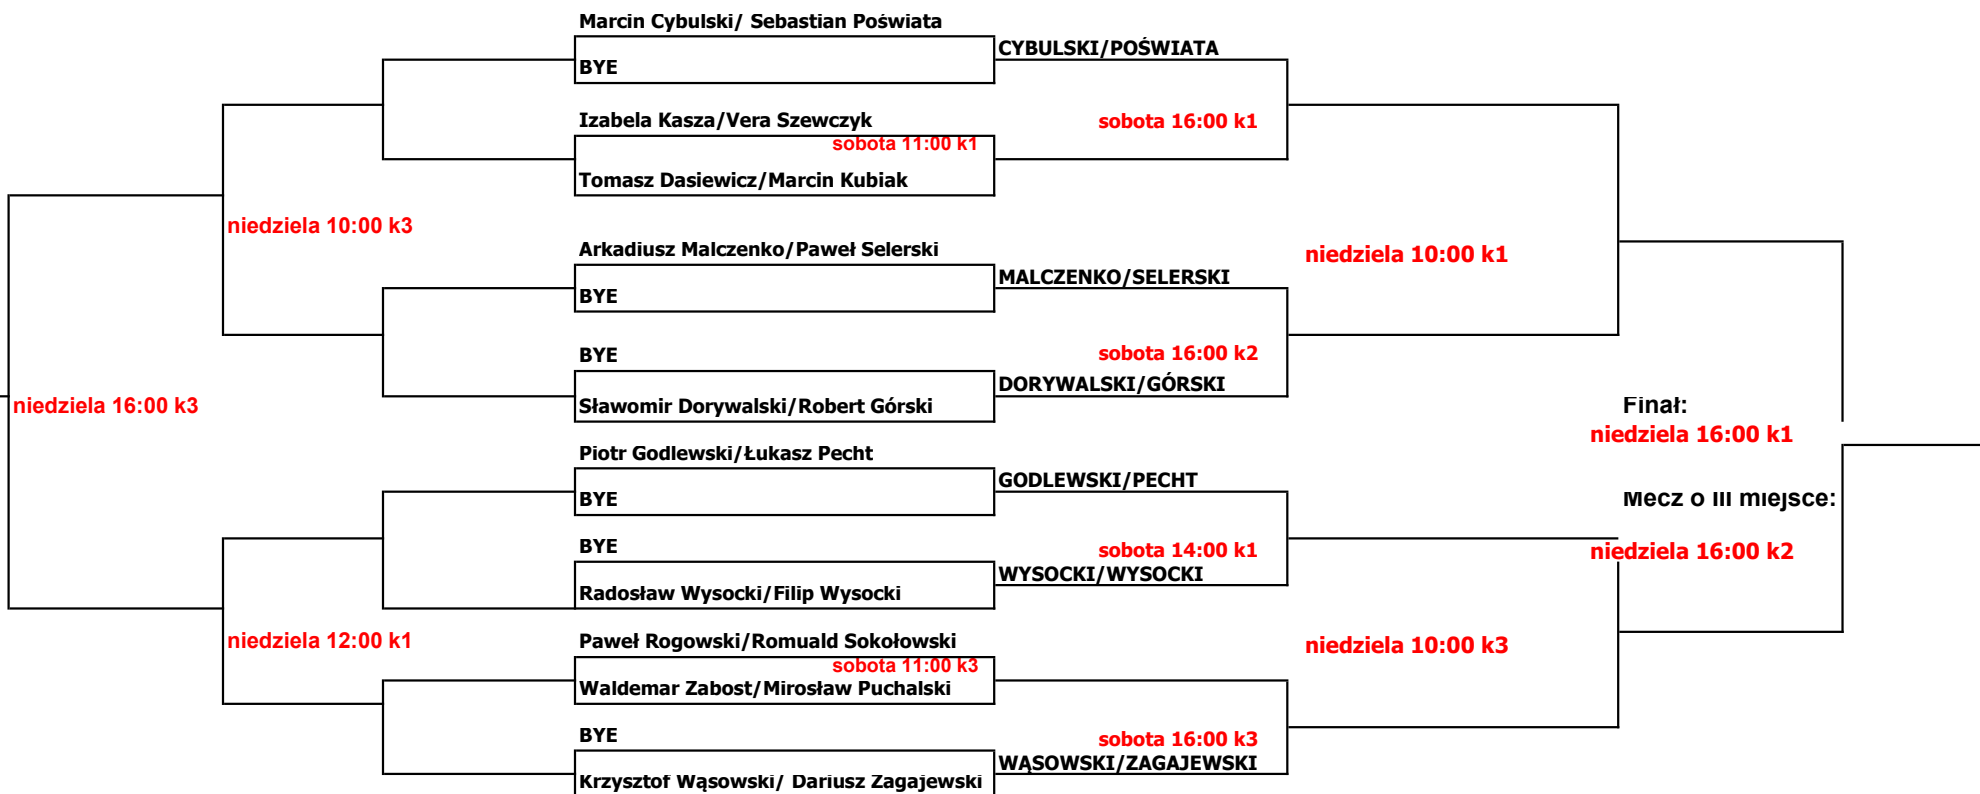 Marcin Cybulski/ Sebastian Poświata
CYBULSKI/POŚWIATA
BYE
Izabela Kasza/Vera Szewczyk
sobota 16:00 k1
sobota 11:00 k1
Tomasz Dasiewicz/Marcin Kubiak
niedziela 10:00 k3
Arkadiusz Malczenko/Paweł Selerski
niedziela 10:00 k1
MALCZENKO/SELERSKI
BYE
BYE
sobota 16:00 k2
DORYWALSKI/GÓRSKI
niedziela 16:00 k3
Sławomir Dorywalski/Robert Górski
Finał:
niedziela 16:00 k1
Piotr Godlewski/Łukasz Pecht
GODLEWSKI/PECHT
BYE
Mecz o III miejsce:
BYE
sobota 14:00 k1
niedziela 16:00 k2
WYSOCKI/WYSOCKI
Radosław Wysocki/Filip Wysocki
niedziela 12:00 k1
Paweł Rogowski/Romuald Sokołowski
niedziela 10:00 k3
sobota 11:00 k3
Waldemar Zabost/Mirosław Puchalski
BYE
sobota 16:00 k3
WĄSOWSKI/ZAGAJEWSKI
Krzysztof Wąsowski/ Dariusz Zagajewski